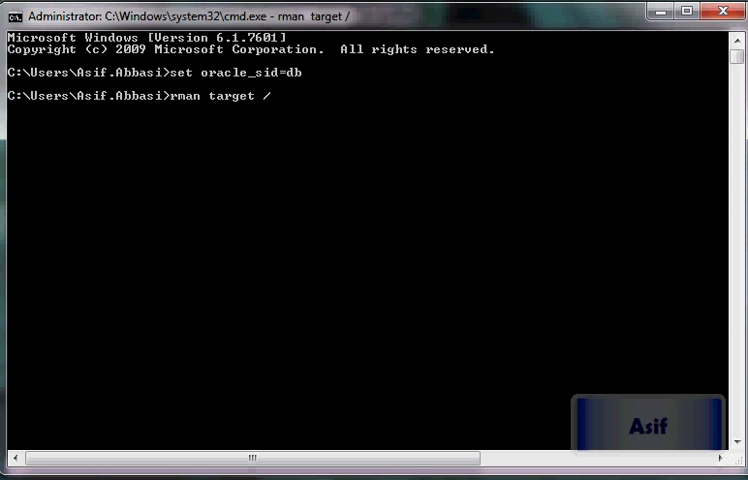 Administrator: C:\Windows\system32\cmd.exe - rman  target /
Microsoft Windows [Version 6.1.7601]
Copyright (c) 2009 Microsoft Corporation.  All rights reserved.
C:\Users\Asif.Abbasi>set oracle_sid=db
C:\Users\Asif.Abbasi>rman target /
Asif